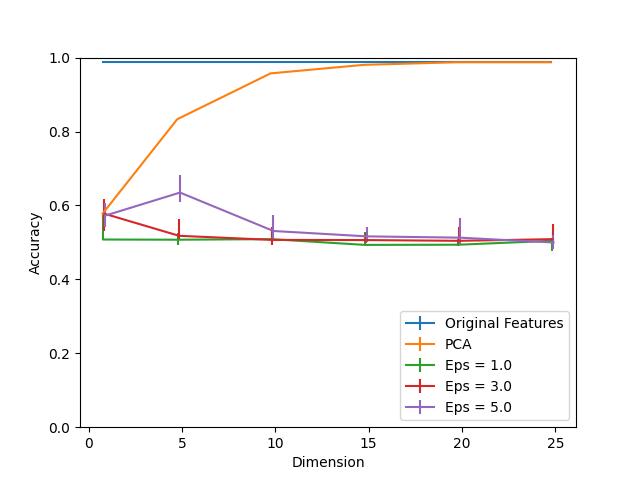 1.0
0.8
0.6
0.4
0.2
0.0
Accuracy
0
5
10
15
20
25
Dimension
Original Features
PCA
Eps = 1.0
Eps = 3.0
Eps = 5.0